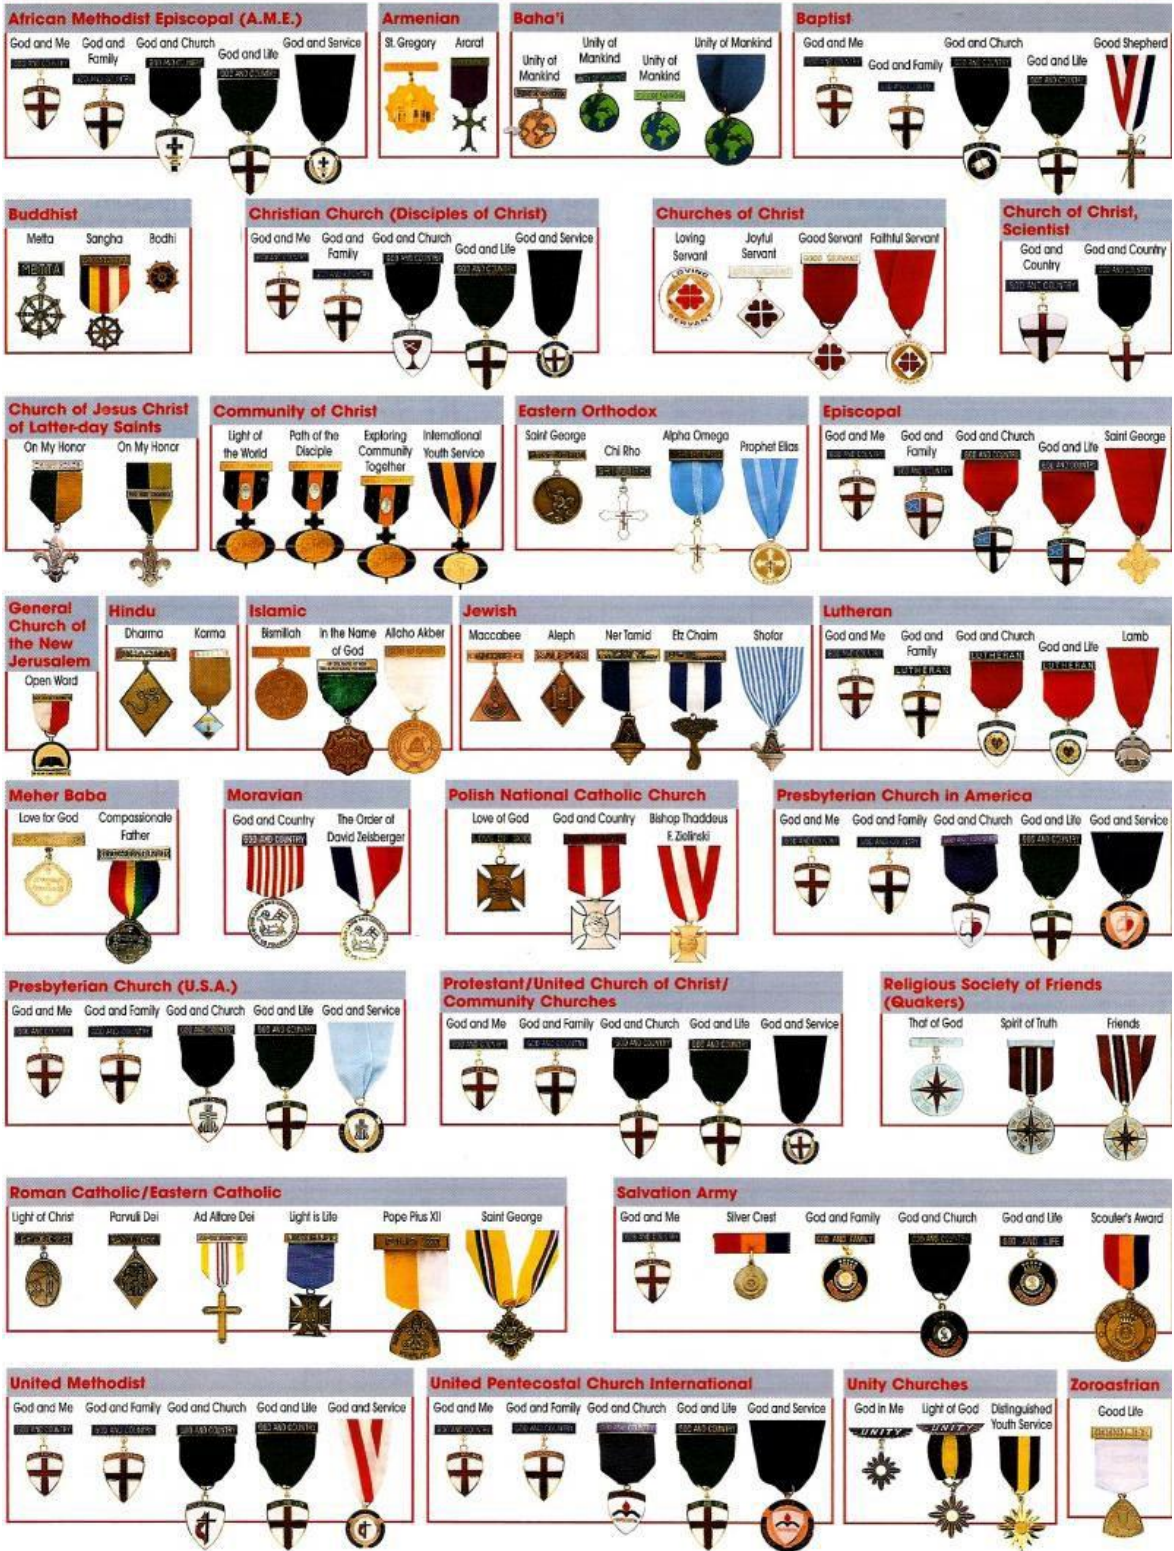 African Methodist Episcopal (A.M.E.)
God and Me
God and
Family
God and Church
God and Life
God and Service
Armenian
St. Gregory
Ararat
Baha'i
Unity of
Mankind
Unity of
Mankind
Unity of
Mankind
Unity of Mankind
Baptist
God and Me
God and Family
God and Church
God and Life
Good Shepherd
Buddhist
Metta
Sangha
Bodhi
METTA
Christian Church (Disciples of Christ)
God and Me
God and
Family
God and Church
God and Life
God and Service
Churches of Christ
Loving
Servant
Joyful
Servant
Good Servant
Faithful Servant
LOVING
SERVANT
GOOD SERVANT
Church of Christ,
Scientist
God and
Country
God and Country
GOD AND COUNTRY
Church of Jesus Christ
of Latter-day Saints
On My Honor
On My Honor
Community of Christ
Light of
the World
Path of the
Disciple
Exploring
Community
Together
International
Youth Service
Eastern Orthodox
Saint George
Chi Rho
Alpha Omega
Prophet Elias
Episcopal
God and Me
God and
Family
God and Church
God and Life
Saint George
General
Church of
the New
Jerusalem
Open Word
Hindu
Dharma
Karma
DHARMA
Islamic
Bismillah
In the Name
of God
Allaho Akber
Jewish
Maccabee
Aleph
Ner Tamid
Etz Chaim
Shofar
ALEPH
Lutheran
God and Me
God and
Family
God and Church
God and Life
Lamb
LUTHERAN
LUTHERAN
LUTHERAN
Meher Baba
Love for God
Compassionate
Father
Moravian
God and Country
The Order of
David Zeisberger
GOD AND COUNTRY
Polish National Catholic Church
Love of God
God and Country
Bishop Thaddeus
F. Zielinski
Presbyterian Church in America
God and Me
God and Family
God and Church
God and Life
God and Service
Presbyterian Church (U.S.A.)
God and Me
God and Family
God and Church
God and Life
God and Service
Protestant/United Church of Christ/
Community Churches
God and Me
God and Family
God and Church
God and Life
God and Service
Religious Society of Friends
(Quakers)
That of God
Spirit of Truth
Friends
Roman Catholic/Eastern Catholic
Light of Christ
Parvuli Dei
Ad Altare Dei
Light is Life
Pope Pius XII
Saint George
Salvation Army
God and Me
Silver Crest
God and Family
God and Church
God and Life
Scouter's Award
GOD AND FAMILY
GOD AND LIFE
United Methodist
God and Me
God and Family
God and Church
God and Life
God and Service
United Pentecostal Church International
God and Me
God and Family
God and Church
God and Life
God and Service
Unity Churches
God in Me
Light of God
Distinguished
Youth Service
UNITY
UNITY
Zoroastrian
Good Life